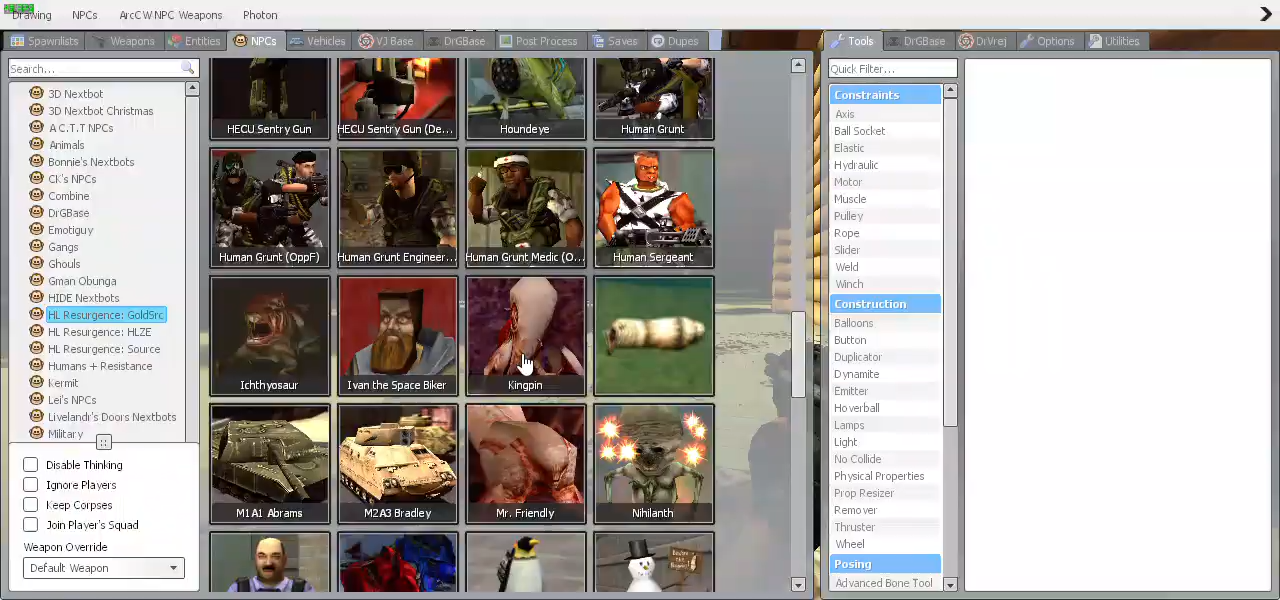 Drawing NPCs ArcCW NPC Weapons Photon
Spawnlists Weapons Entities NPCs Vehicles VJ Base DrGBase Post Process Saves Dupes
Tools DrGBase DrVrej Options Utilities
Search...
3D Nextbot
3D Nextbot Christmas
A.C.T.T NPCs
Animals
Bonnie's Nextbots
CK's NPCs
Combine
DrGBase
Emotiguy
Gangs
Ghouls
Gman Obunga
HIDE Nextbots
HL Resurgence: GoldSrc
HL Resurgence: HLZE
HL Resurgence: Source
Humans + Resistance
Kermit
Lei's NPCs
Livelandr's Doors Nextbots
Military
Disable Thinking
Ignore Players
Keep Corpses
Join Player's Squad
Weapon Override
Default Weapon
HECU Sentry Gun HECU Sentry Gun (De... Houndeye Human Grunt
Human Grunt (OppF) Human Grunt Engineer... Human Grunt Medic (O... Human Sergeant
Ichthyosaur Ivan the Space Biker Kingpin
M1A1 Abrams M2A3 Bradley Mr. Friendly Nihilanth
Quick Filter...
Constraints
Axis
Ball Socket
Elastic
Hydraulic
Motor
Muscle
Pulley
Rope
Slider
Weld
Winch
Construction
Balloons
Button
Duplicator
Dynamite
Emitter
Hoverball
Lamps
Light
No Collide
Physical Properties
Prop Resizer
Remover
Thruster
Wheel
Posing
Advanced Bone Tool